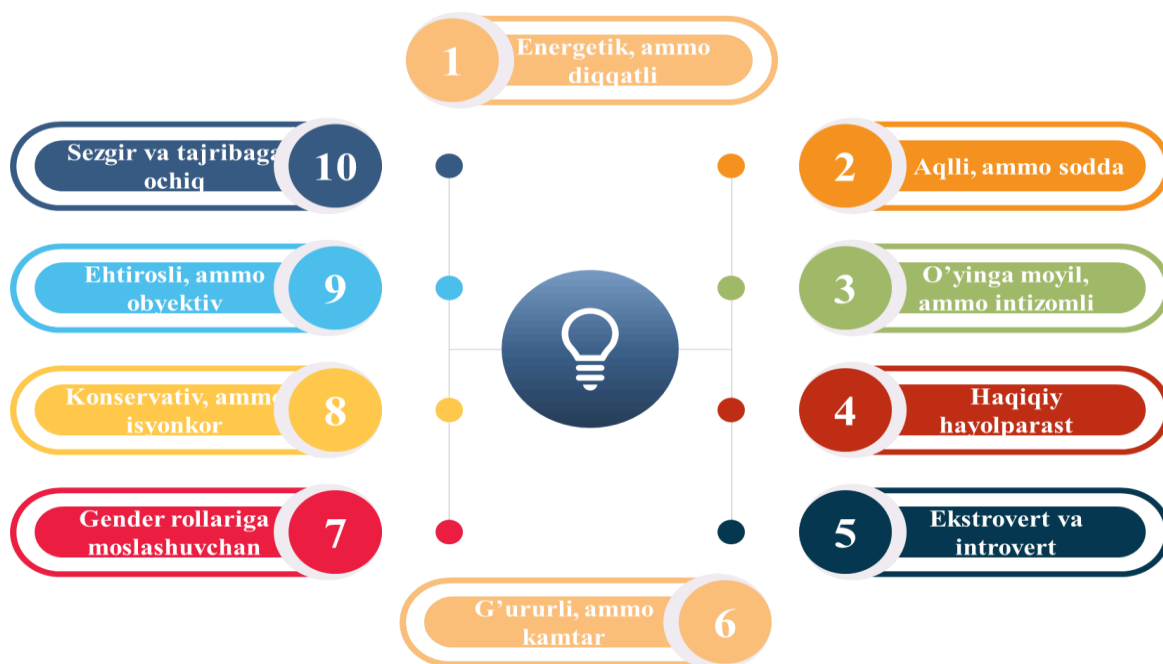 1
Energetik, ammo
diqqatli
2
Aqlli, ammo sodda
3
O’yinga moyil,
ammo intizomli
4
Haqiqiy
hayolparast
5
Ekstrovert va
introvert
6
G’ururli, ammo
kamtar
7
Gender rollariga
moslashuvchan
8
Konservativ, ammo
isyonkor
9
Ehtirosli, ammo
obyektiv
10
Sezgir va tajribaga
ochiq